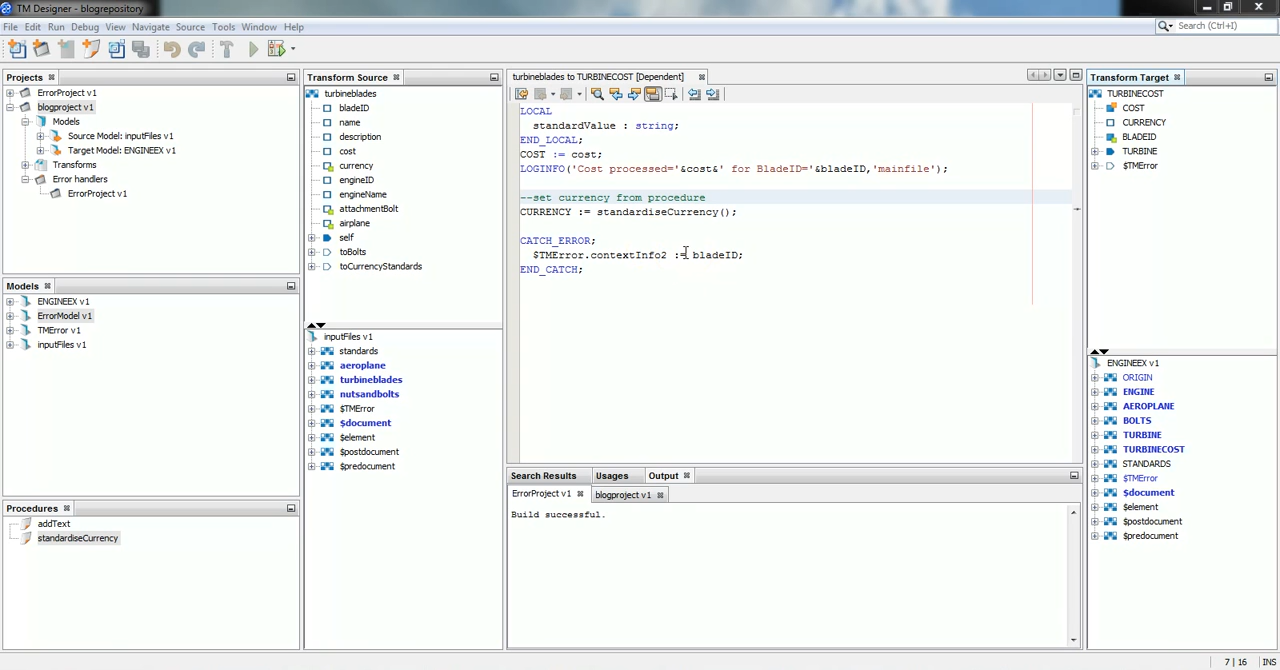 TM Designer - blogrepository
File Edit Run Debug View Navigate Source Tools Window Help
Search (Ctrl+I)
Projects
ErrorProject v1
blogproject v1
Models
Source Model: inputFiles v1
Target Model: ENGINEEX v1
Transforms
Error handlers
ErrorProject v1
Models
ENGINEEX v1
ErrorModel v1
TMError v1
inputFiles v1
Procedures
addText
standardiseCurrency
Transform Source
turbineblades
bladeID
name
description
cost
currency
engineID
engineName
attachmentBolt
airplane
self
toBolts
toCurrencyStandards
inputFiles v1
standards
aeroplane
turbineblades
nutsandbolts
$TMError
$document
$element
$postdocument
$predocument
turbineblades to TURBINECOST [Dependent]
LOCAL
standardValue : string;
END_LOCAL;
COST := cost;
LOGINFO('Cost processed='&cost&' for BladeID='&bladeID,'mainfile');
--set currency from procedure
CURRENCY := standardiseCurrency();
CATCH_ERROR;
$TMError.contextInfo2 := bladeID;
END_CATCH;
Search Results Usages Output
ErrorProject v1 blogproject v1
Build successful.
Transform Target
TURBINECOST
COST
CURRENCY
BLADEID
TURBINE
$TMError
ENGINEEX v1
ORIGIN
ENGINE
AEROPLANE
BOLTS
TURBINE
TURBINECOST
STANDARDS
$TMError
$document
$element
$postdocument
$predocument
7 | 16 INS